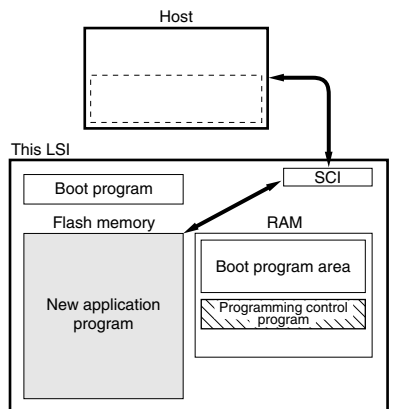 Host
This LSI
SCI
Boot program
Flash memory
RAM
Boot program area
New application
program
Programming control
program